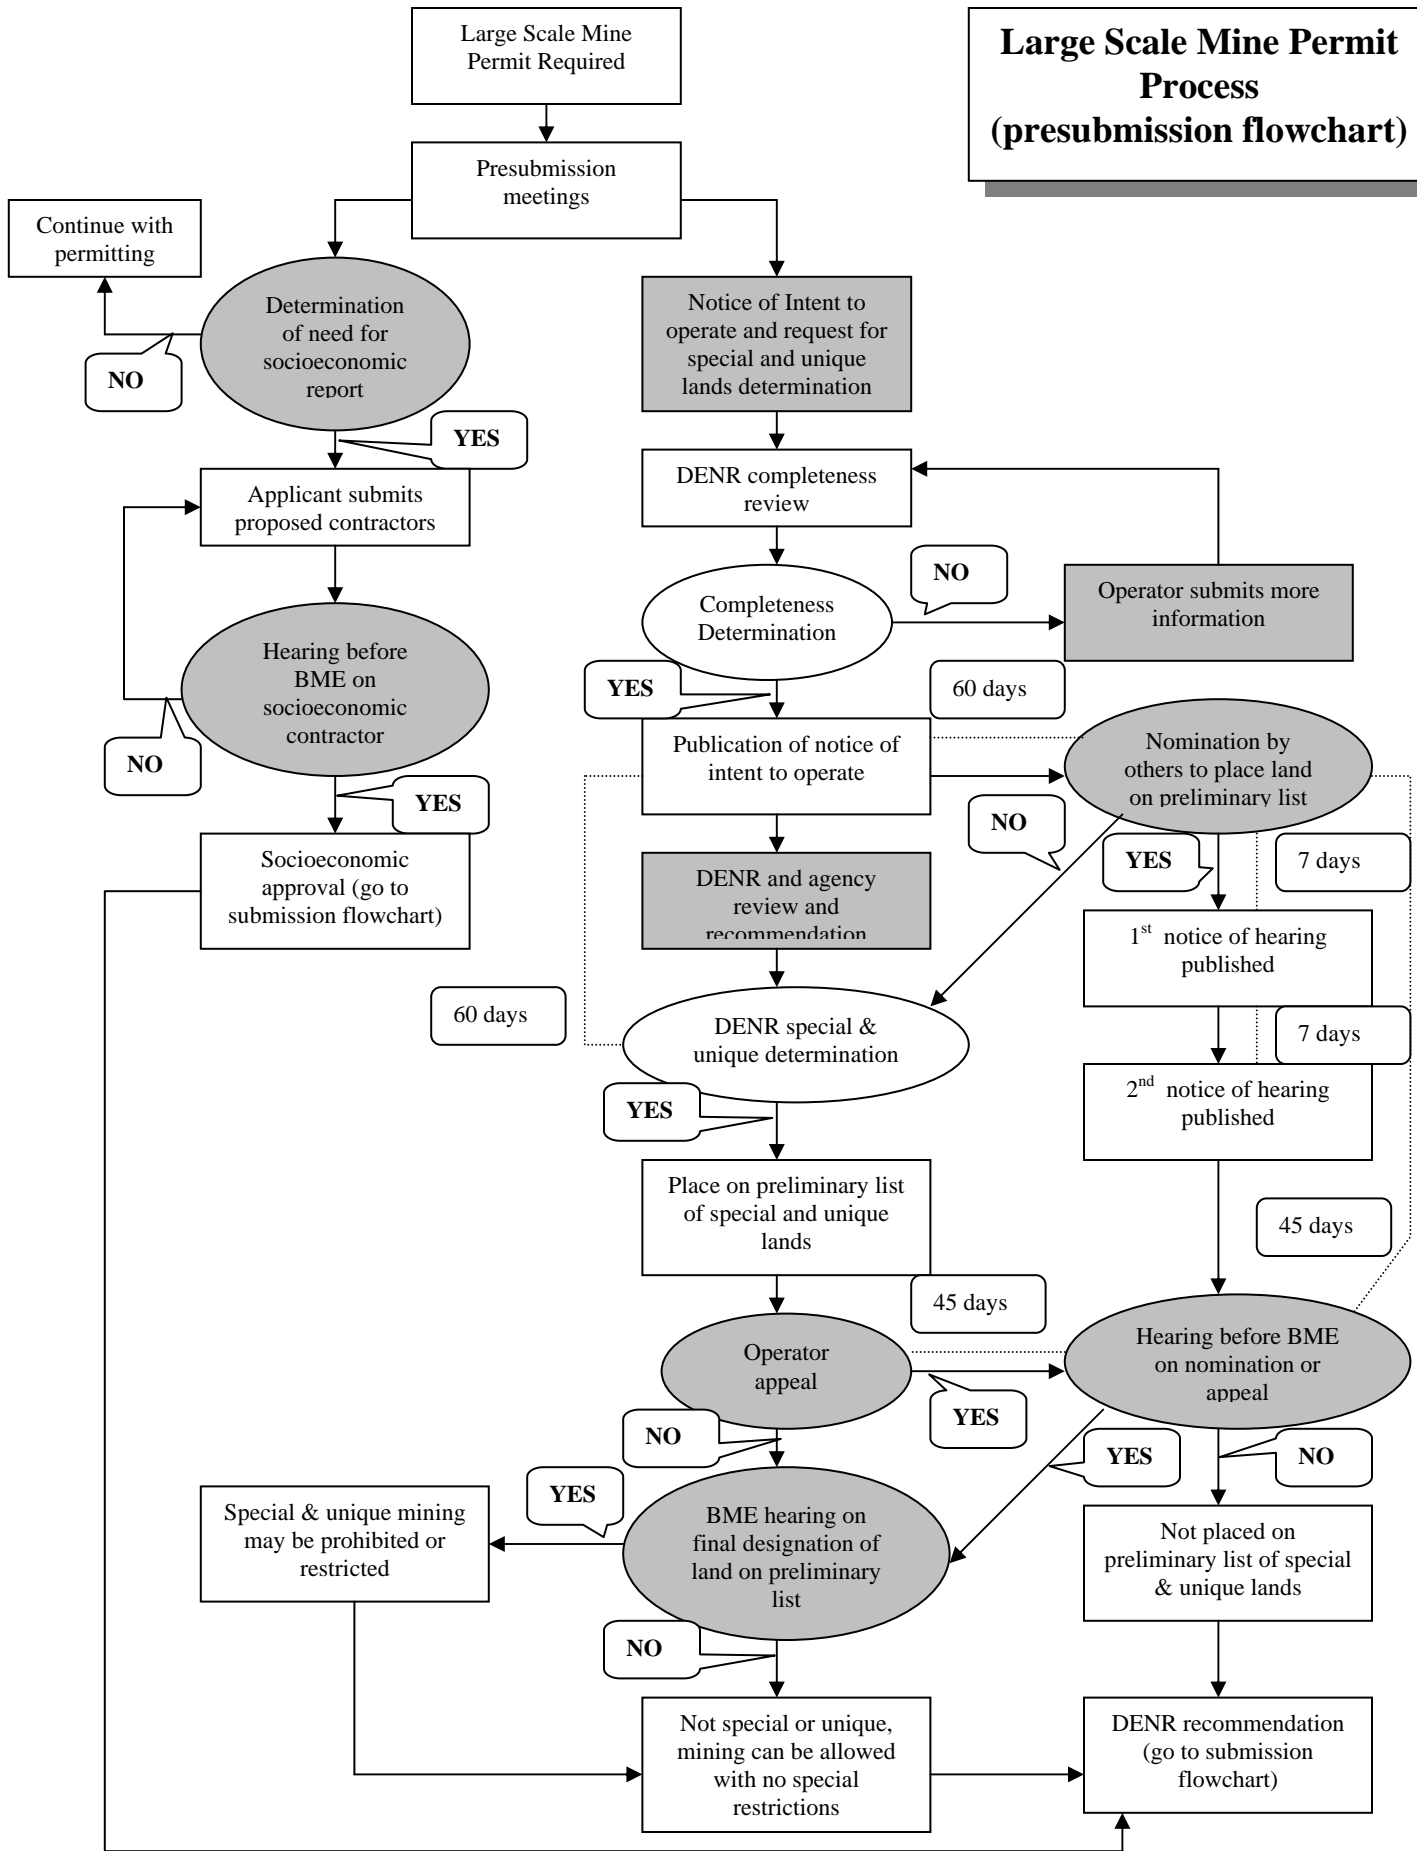 Large Scale Mine Permit
Process
(presubmission flowchart)
Large Scale Mine
Permit Required
Presubmission
meetings
Continue with
permitting
Determination
of need for
socioeconomic
report
NO
YES
Applicant submits
proposed contractors
Hearing before
BME on
socioeconomic
contractor
NO
YES
Socioeconomic
approval (go to
submission flowchart)
Notice of Intent to
operate and request for
special and unique
lands determination
DENR completeness
review
Completeness
Determination
NO
Operator submits more
information
YES
60 days
Publication of notice of
intent to operate
Nomination by
others to place land
on preliminary list
NO
YES
7 days
DENR and agency
review and
recommendation
1st notice of hearing
published
60 days
DENR special &
unique determination
7 days
2nd notice of hearing
published
YES
Place on preliminary list
of special and unique
lands
45 days
45 days
Operator
appeal
Hearing before BME
on nomination or
appeal
YES
NO
YES
NO
YES
BME hearing on
final designation of
land on preliminary
list
Special & unique mining
may be prohibited or
restricted
Not placed on
preliminary list of special
& unique lands
NO
Not special or unique,
mining can be allowed
with no special
restrictions
DENR recommendation
(go to submission
flowchart)